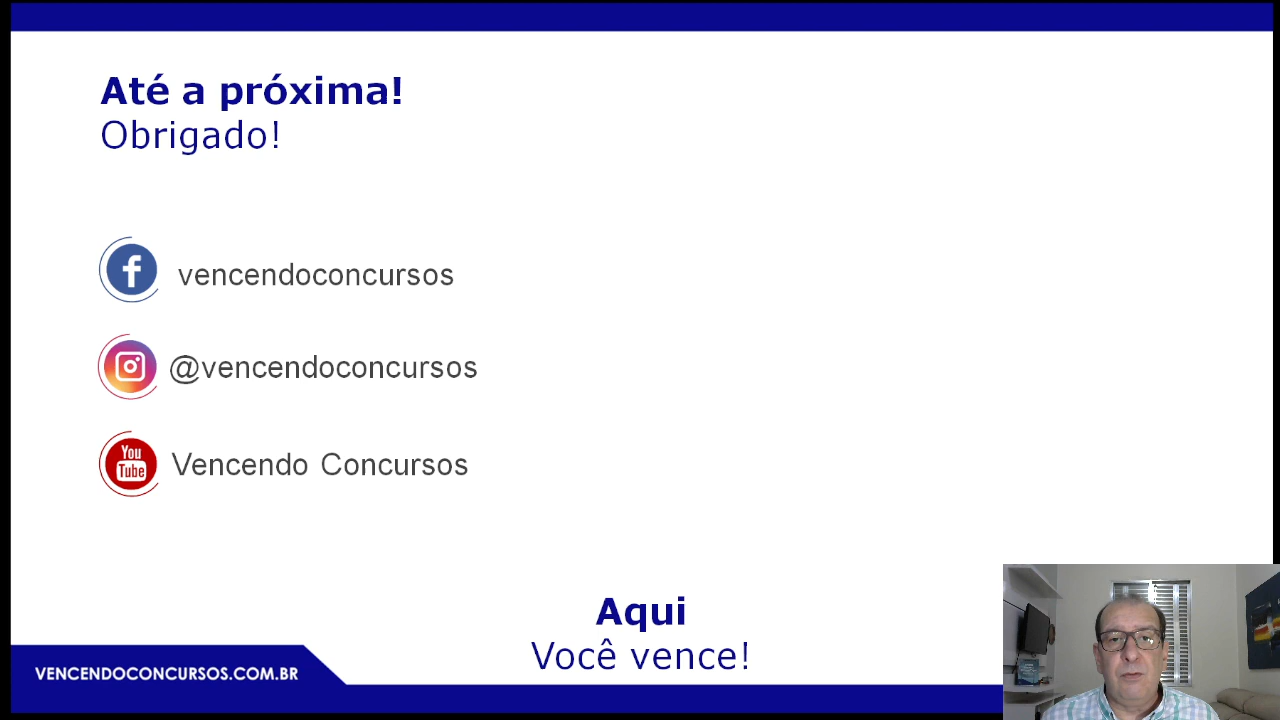 Até a próxima!
Obrigado!
vencendoconcursos
@vencendoconcursos
You
Tube
Vencendo Concursos
Aqui
Você vence!
VENCENDOCONCURSOS.COM.BR